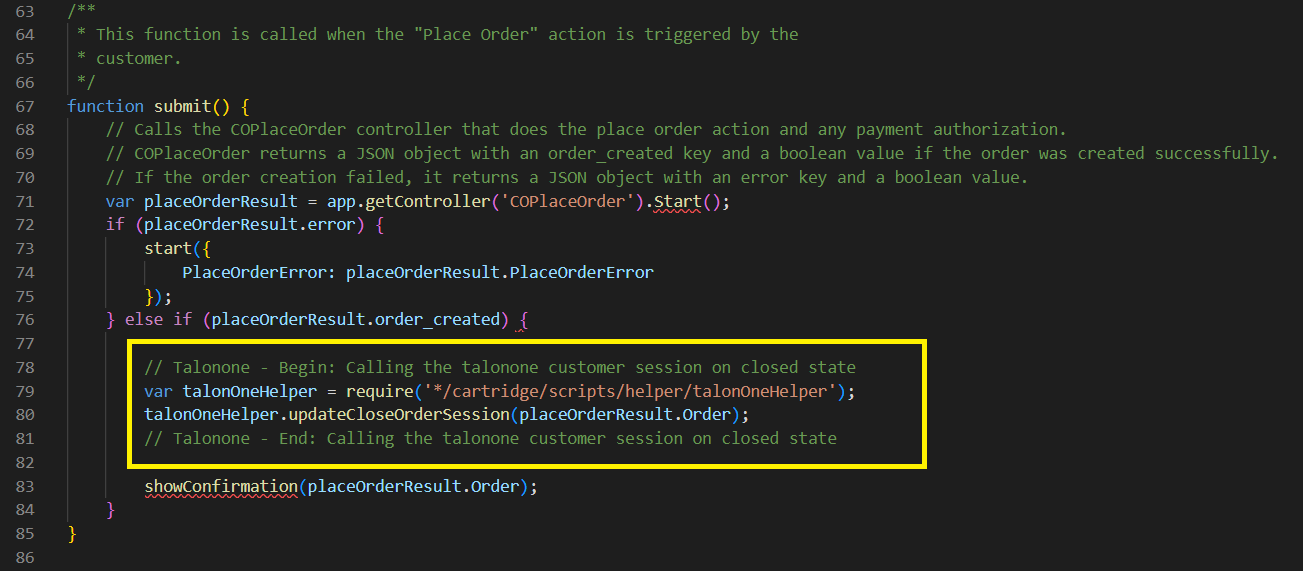 63 /**
64  * This function is called when the "Place Order" action is triggered by the
65  * customer.
66  */
67 function submit() {
68     // Calls the COPlaceOrder controller that does the place order action and any payment authorization.
69     // COPlaceOrder returns a JSON object with an order_created key and a boolean value if the order was created successfully.
70     // If the order creation failed, it returns a JSON object with an error key and a boolean value.
71     var placeOrderResult = app.getController('COPlaceOrder').Start();
72     if (placeOrderResult.error) {
73         start({
74             PlaceOrderError: placeOrderResult.PlaceOrderError
75         });
76     } else if (placeOrderResult.order_created) {
77
78         // Talonone - Begin: Calling the talonone customer session on closed state
79         var talonOneHelper = require('*/cartridge/scripts/helper/talonOneHelper');
80         talonOneHelper.updateCloseOrderSession(placeOrderResult.Order);
81         // Talonone - End: Calling the talonone customer session on closed state
82
83         showConfirmation(placeOrderResult.Order);
84     }
85 }
86